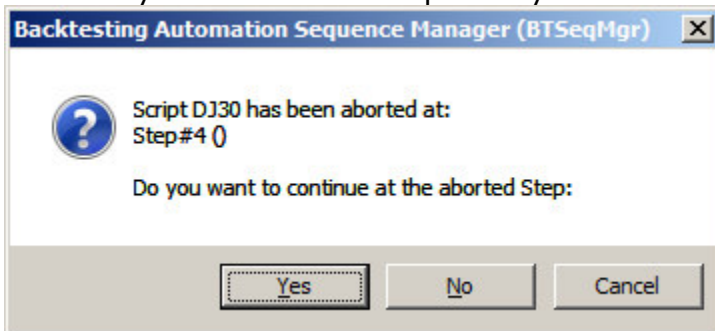 Backtesting Automation Sequence Manager (BTSeqMgr)
Script DJ30 has been aborted at:
Step#4 ()
Do you want to continue at the aborted Step:
Yes
No
Cancel